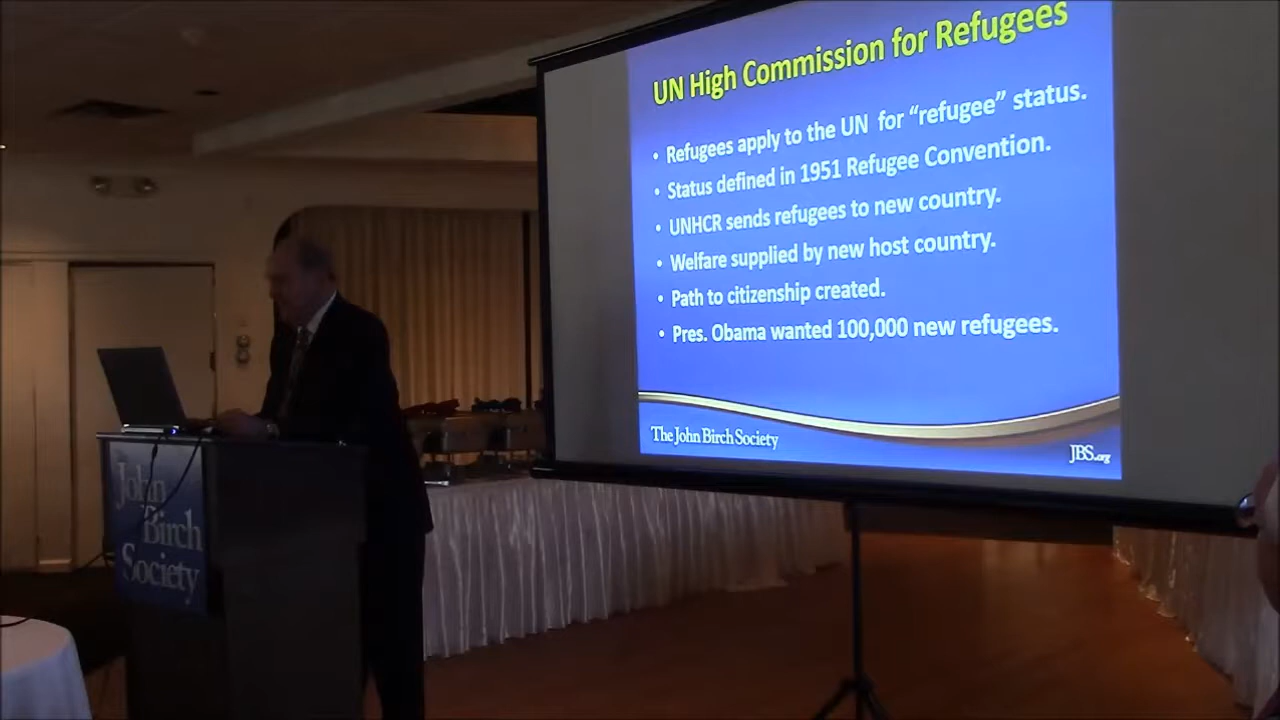 UN High Commission for Refugees
• Refugees apply to the UN for “refugee” status.
• Status defined in 1951 Refugee Convention.
• UNHCR sends refugees to new country.
• Welfare supplied by new host country.
• Path to citizenship created.
• Pres. Obama wanted 100,000 new refugees.
The John Birch Society
JBS.org
John
Birch
Society